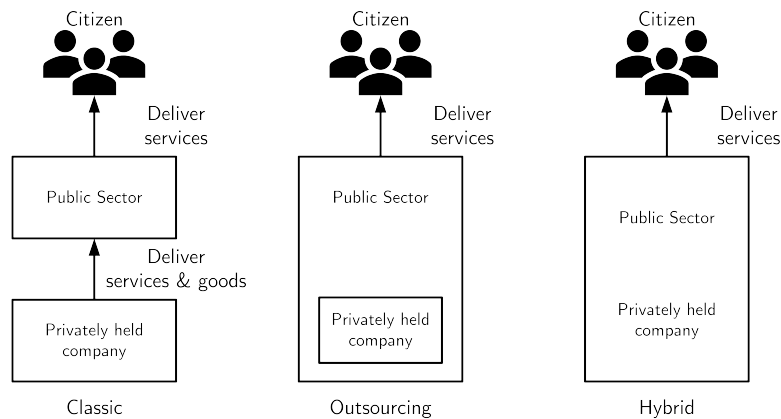 Citizen
Deliver
services
Public Sector
Deliver
services & goods
Privately held
company
Classic
Citizen
Deliver
services
Public Sector
Privately held
company
Outsourcing
Citizen
Deliver
services
Public Sector
Privately held
company
Hybrid